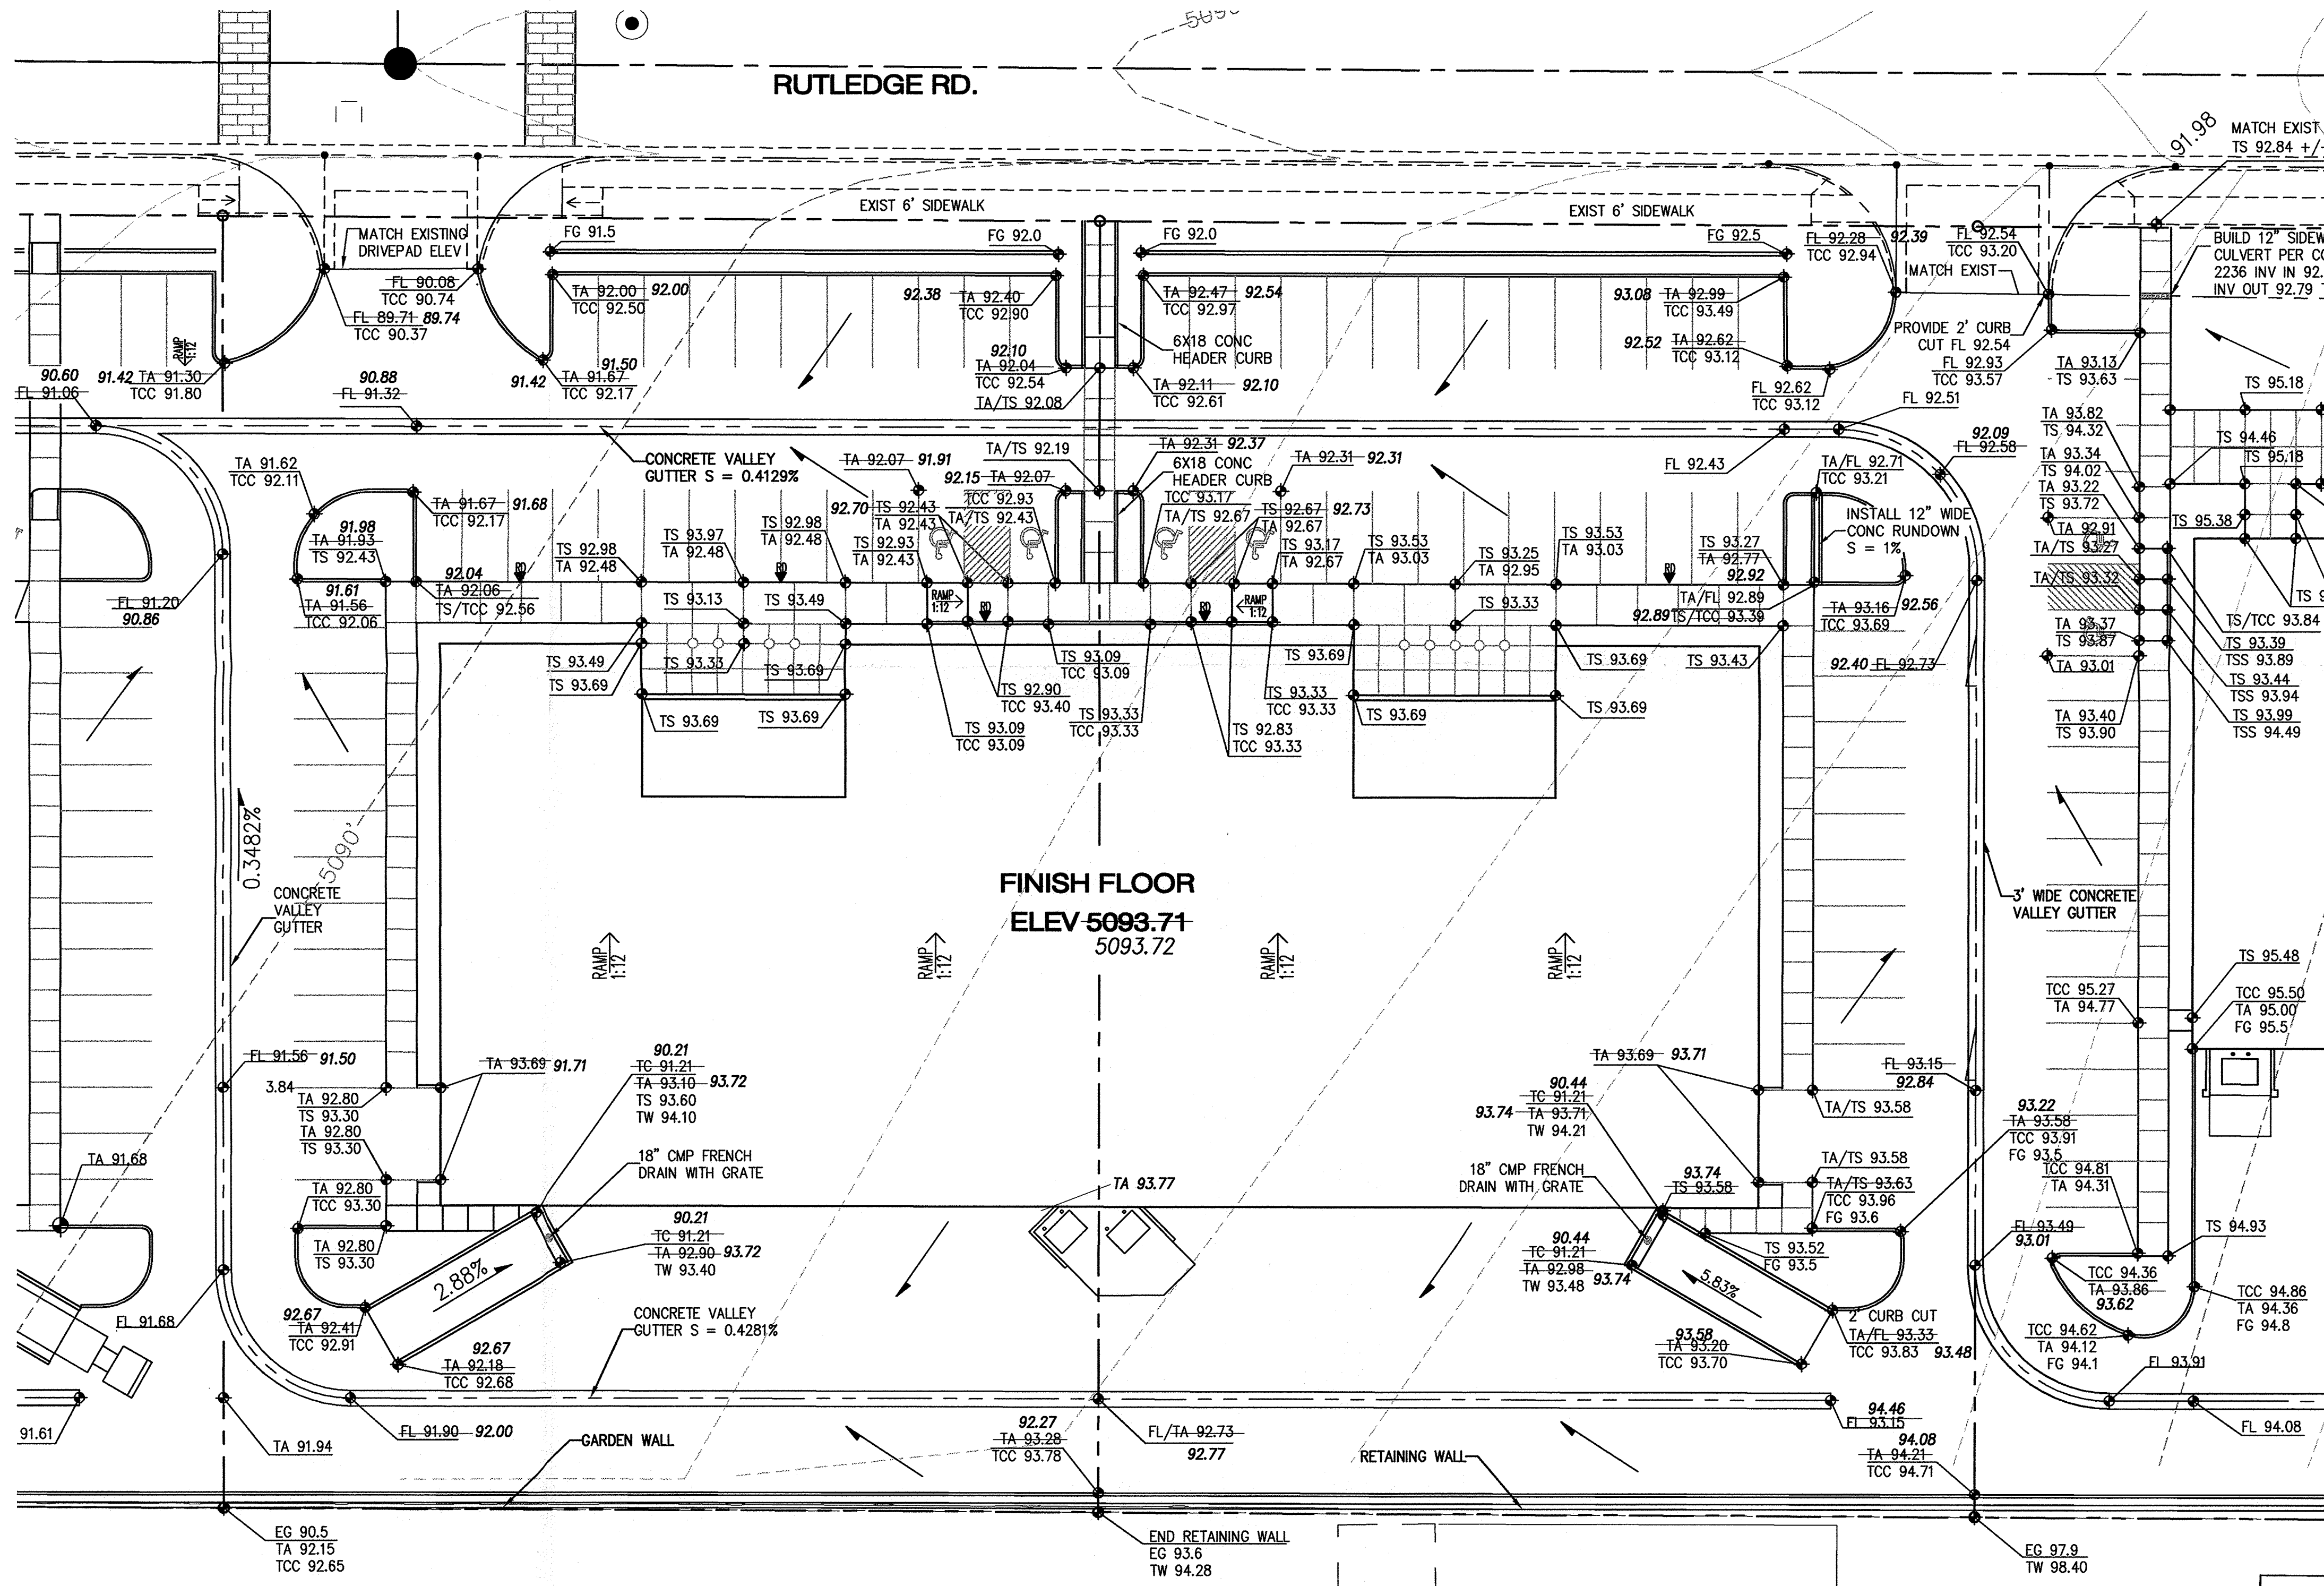 5090'
RUTLEDGE RD.
91.98
MATCH EXIST
TS 92.84 +/-
EXIST 6' SIDEWALK
EXIST 6' SIDEWALK
MATCH EXISTING
DRIVEPAD ELEV
FG 91.5
FG 92.0
FG 92.0
FG 92.5
FL 92.28 92.39
TCC 92.94
FL 92.54
TCC 93.20
MATCH EXIST
BUILD 12" SIDEW
CULVERT PER CO
2236 INV IN 92.
INV OUT 92.79
FL 90.08
TCC 90.74
FL 89.71 89.74
TCC 90.37
TA 92.00 92.00
TCC 92.50
92.38 TA 92.40
TCC 92.90
TA 92.47 92.54
TCC 92.97
93.08 TA 92.99
TCC 93.49
PROVIDE 2' CURB
CUT FL 92.54
RAMP
1:12
6X18 CONC
HEADER CURB
92.52 TA 92.62
TCC 93.12
FL 92.93
TCC 93.57
TA 93.13
TS 93.63
90.60
FL 91.06
91.42 TA 91.30
TCC 91.80
90.88
FL 91.32
91.50
91.42 TA 91.67
TCC 92.17
92.10
TA 92.04
TCC 92.54
TA/TS 92.08
TA 92.11 92.10
TCC 92.61
FL 92.62
TCC 93.12
FL 92.51
TS 95.18
TA 93.82
TS 94.32
TS 94.46
TS 95.18
TA 93.34
TS 94.02
TA 93.22
TS 93.72
CONCRETE VALLEY
GUTTER S = 0.4129%
TA/TS 92.19
TA 92.31 92.37
6X18 CONC
HEADER CURB
TA 92.07 91.91
92.15 TA 92.07
TCC 92.93
TA/TS 92.43
TCC 93.17
TA/TS 92.67
TA 92.31 92.31
FL 92.43
92.09
FL 92.58
TA/FL 92.71
TCC 93.21
TA 91.62
TCC 92.11
TA 91.67 91.68
TCC 92.17
91.98
TA 91.93
TS 92.43
92.70 TS 92.43
TA 92.43
TS 92.67 92.73
TA 92.67
INSTALL 12" WIDE
CONC RUNDOWN
S = 1%
TA 92.91
TA/TS 93.27
TA/TS 93.32
TS 95.38
TS 92.98
TA 92.48
TS 93.97
TA 92.48
TS 92.98
TA 92.48
TS 92.93
TA 92.43
TS 93.17
TA 92.67
TS 93.53
TA 93.03
TS 93.25
TA 92.95
TS 93.53
TA 93.03
TS 93.27
TA 92.77
92.92
RD
RD
RD
RD
RD
RAMP
1:12
RAMP
1:12
FL 91.20
90.86
91.61
TA 91.56
TCC 92.06
92.04
TA 92.06
TS/TCC 92.56
TS 93.13
TS 93.49
TS 93.33
TA/FL 92.89
92.89 TS/TCC 93.39
TA 93.16 92.56
TCC 93.69
TS/TCC 93.84
TA 93.37
TS 93.87
TA 93.01
TS 93.39
TSS 93.89
TS 93.44
TSS 93.94
TS 93.99
TSS 94.49
TA 93.40
TS 93.90
TS 93.49
TS 93.69
TS 93.33
TS 93.69
TS 93.09
TCC 93.09
TS 93.69
TS 93.69
TS 93.43
92.40 FL 92.73
TS 92.90
TCC 93.40
TS 93.33
TCC 93.33
TS 93.33
TCC 93.33
TS 93.69
TS 93.69
TS 93.69
TS 93.69
TS 93.09
TCC 93.09
TS 92.83
TCC 93.33
0.3482%
5090'
CONCRETE
VALLEY
GUTTER
FINISH FLOOR
ELEV 5093.71
5093.72
3' WIDE CONCRETE
VALLEY GUTTER
RAMP
1:12
RAMP
1:12
RAMP
1:12
RAMP
1:12
TS 95.48
TCC 95.27
TA 94.77
TCC 95.50
TA 95.00
FG 95.5
FL 91.56 91.50
3.84
TA 92.80
TS 93.30
TA 92.80
TS 93.30
TA 93.69 91.71
90.21
TC 91.21
TA 93.10 93.72
TS 93.60
TW 94.10
18" CMP FRENCH
DRAIN WITH GRATE
TA 93.69 93.71
90.44
TC 91.21
93.74 TA 93.71
TW 94.21
FL 93.15
92.84
TA/TS 93.58
93.22
TA 93.58
TCC 93.91
FG 93.5
TA 91.68
TA 92.80
TCC 93.30
TA 92.80
TS 93.30
TA 93.77
18" CMP FRENCH
DRAIN WITH GRATE
93.74
TS 93.58
TA/TS 93.58
TA/TS 93.63
TCC 93.96
FG 93.6
TCC 94.81
TA 94.31
FL 93.49
93.01
TS 94.93
90.21
TC 91.21
TA 92.90 93.72
TW 93.40
2.88%
90.44
TC 91.21
TA 92.98 93.74
TW 93.48
TS 93.52
FG 93.5
5.83%
TCC 94.36
TA 93.86
93.62
TCC 94.86
TA 94.36
FG 94.8
FL 91.68
92.67
TA 92.41
TCC 92.91
92.67
TA 92.18
TCC 92.68
CONCRETE VALLEY
GUTTER S = 0.4281%
2' CURB CUT
TA/FL 93.33
TCC 93.83 93.48
93.58
TA 93.20
TCC 93.70
TCC 94.62
TA 94.12
FG 94.1
FL 93.91
91.61
TA 91.94
FL 91.90 92.00
GARDEN WALL
92.27
TA 93.28
TCC 93.78
FL/TA 92.73
92.77
RETAINING WALL
94.46
FL 93.15
94.08
TA 94.21
TCC 94.71
FL 94.08
EG 90.5
TA 92.15
TCC 92.65
END RETAINING WALL
EG 93.6
TW 94.28
EG 97.9
TW 98.40